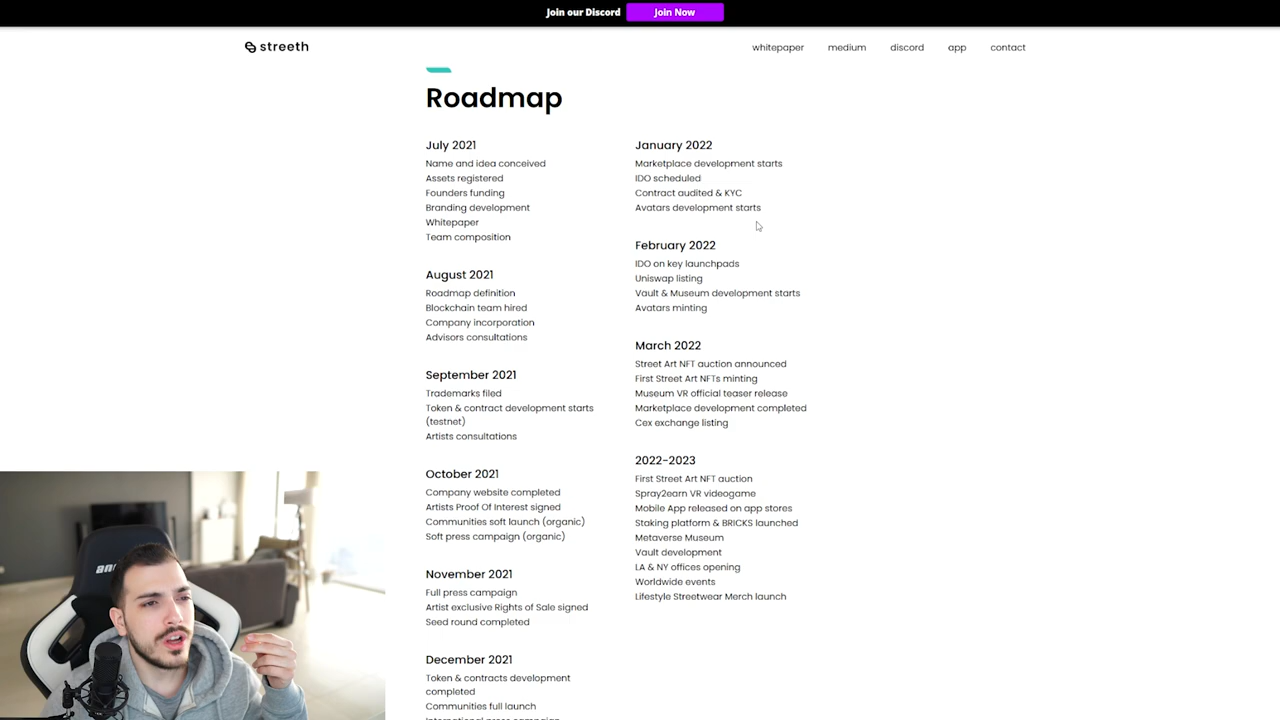 Join our Discord Join Now
streeth
whitepaper medium discord app contact
Roadmap
July 2021
Name and idea conceived
Assets registered
Founders funding
Branding development
Whitepaper
Team composition
August 2021
Roadmap definition
Blockchain team hired
Company incorporation
Advisors consultations
September 2021
Trademarks filed
Token & contract development starts
(testnet)
Artists consultations
October 2021
Company website completed
Artists Proof Of Interest signed
Communities soft launch (organic)
Soft press campaign (organic)
November 2021
Full press campaign
Artist exclusive Rights of Sale signed
Seed round completed
December 2021
Token & contracts development
completed
Communities full launch
International press campaign
January 2022
Marketplace development starts
IDO scheduled
Contract audited & KYC
Avatars development starts
February 2022
IDO on key launchpads
Uniswap listing
Vault & Museum development starts
Avatars minting
March 2022
Street Art NFT auction announced
First Street Art NFTs minting
Museum VR official teaser release
Marketplace development completed
Cex exchange listing
2022-2023
First Street Art NFT auction
Spray2earn VR videogame
Mobile App released on app stores
Staking platform & BRICKS launched
Metaverse Museum
Vault development
LA & NY offices opening
Worldwide events
Lifestyle Streetwear Merch launch